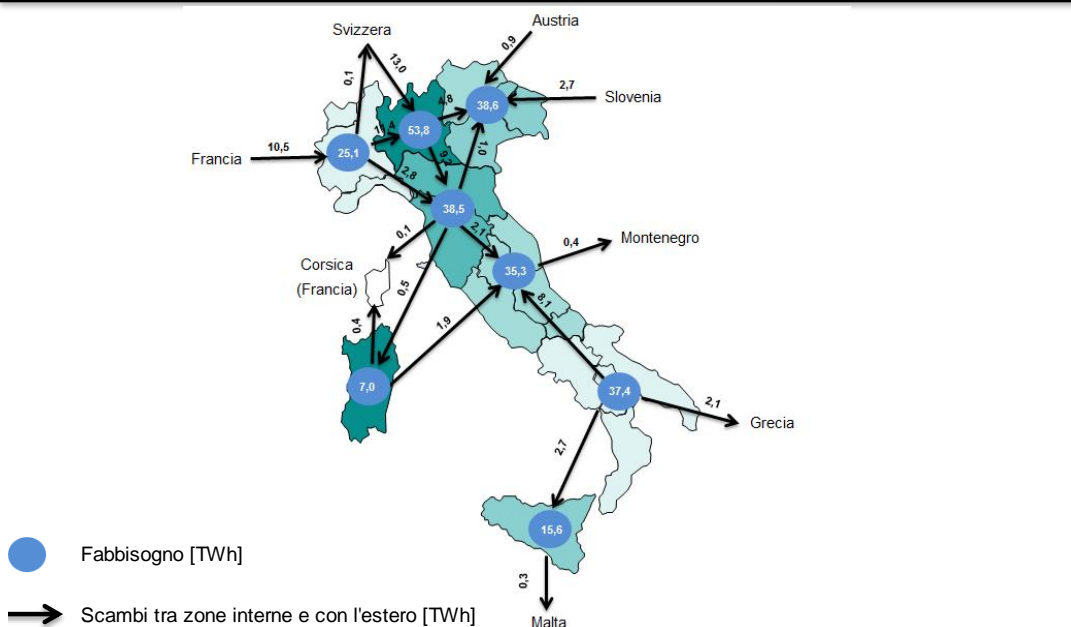 Austria
Svizzera
0,9
13,0
0,1
2,7
Slovenia
4,8
38,6
53,8
10,5
Francia
25,1
1,0
2,8
38,5
2,1
0,1
Montenegro
0,4
Corsica
(Francia)
35,3
0,5
8,1
1,9
0,4
7,0
37,4
2,1
Grecia
2,7
15,6
Fabbisogno [TWh]
0,3
Scambi tra zone interne e con l'estero [TWh]
Malta